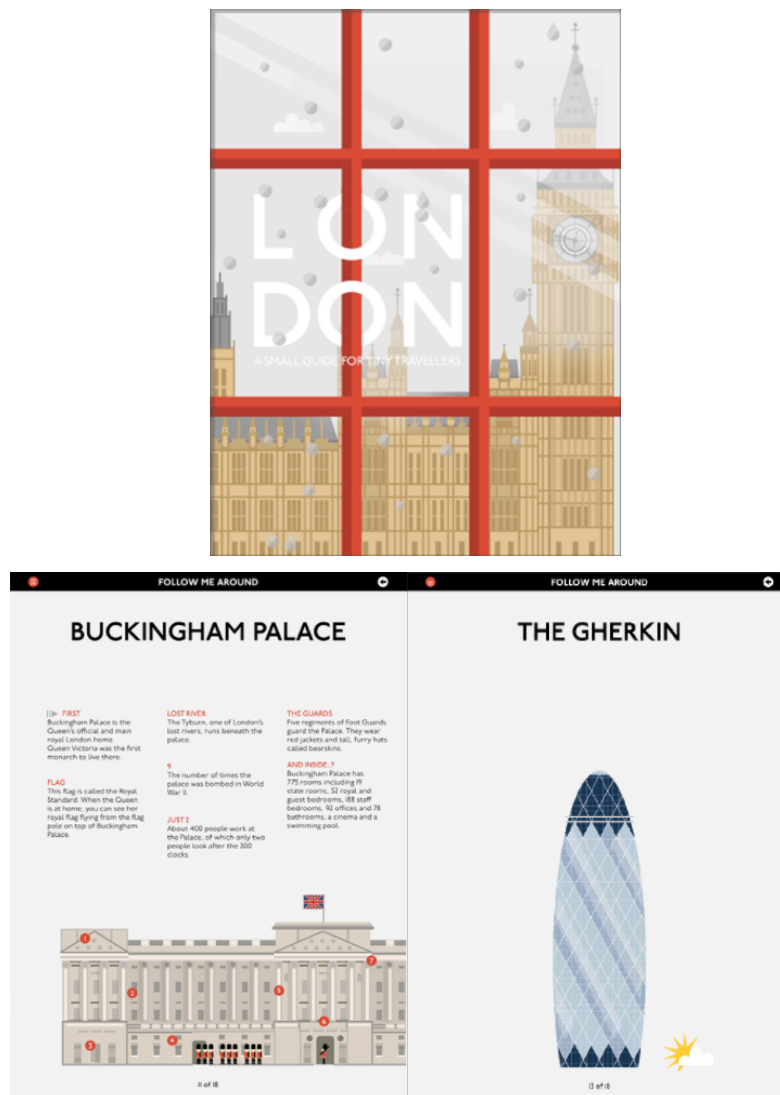 LON
DON
A SMALL GUIDE FOR TINY TRAVELLERS
FOLLOW ME AROUND
BUCKINGHAM PALACE
FIRST
Buckingham Palace is the
Queen's official and main
royal London home.
Queen Victoria was the first
monarch to live there.
FLAG
This flag is called the Royal
Standard. When the Queen
is at home, you can see her
royal flag flying from the flag
pole on top of Buckingham
Palace.
LOST RIVER
The Tyburn, one of London's
lost rivers, runs beneath the
palace.
9
The number of times the
palace was bombed in World
War II.
JUST 2
About 400 people work at
the Palace, of which only two
people look after the 300
clocks.
THE GUARDS
Five regiments of Foot Guards
guard the Palace. They wear
red jackets and tall, furry hats
called bearskins.
AND INSIDE..?
Buckingham Palace has
775 rooms including 19
state rooms, 52 royal and
guest bedrooms, 188 staff
bedrooms, 92 offices and 78
bathrooms, a cinema and a
swimming pool.
1
2
3
4
5
6
7
11 of 18
FOLLOW ME AROUND
THE GHERKIN
of 18